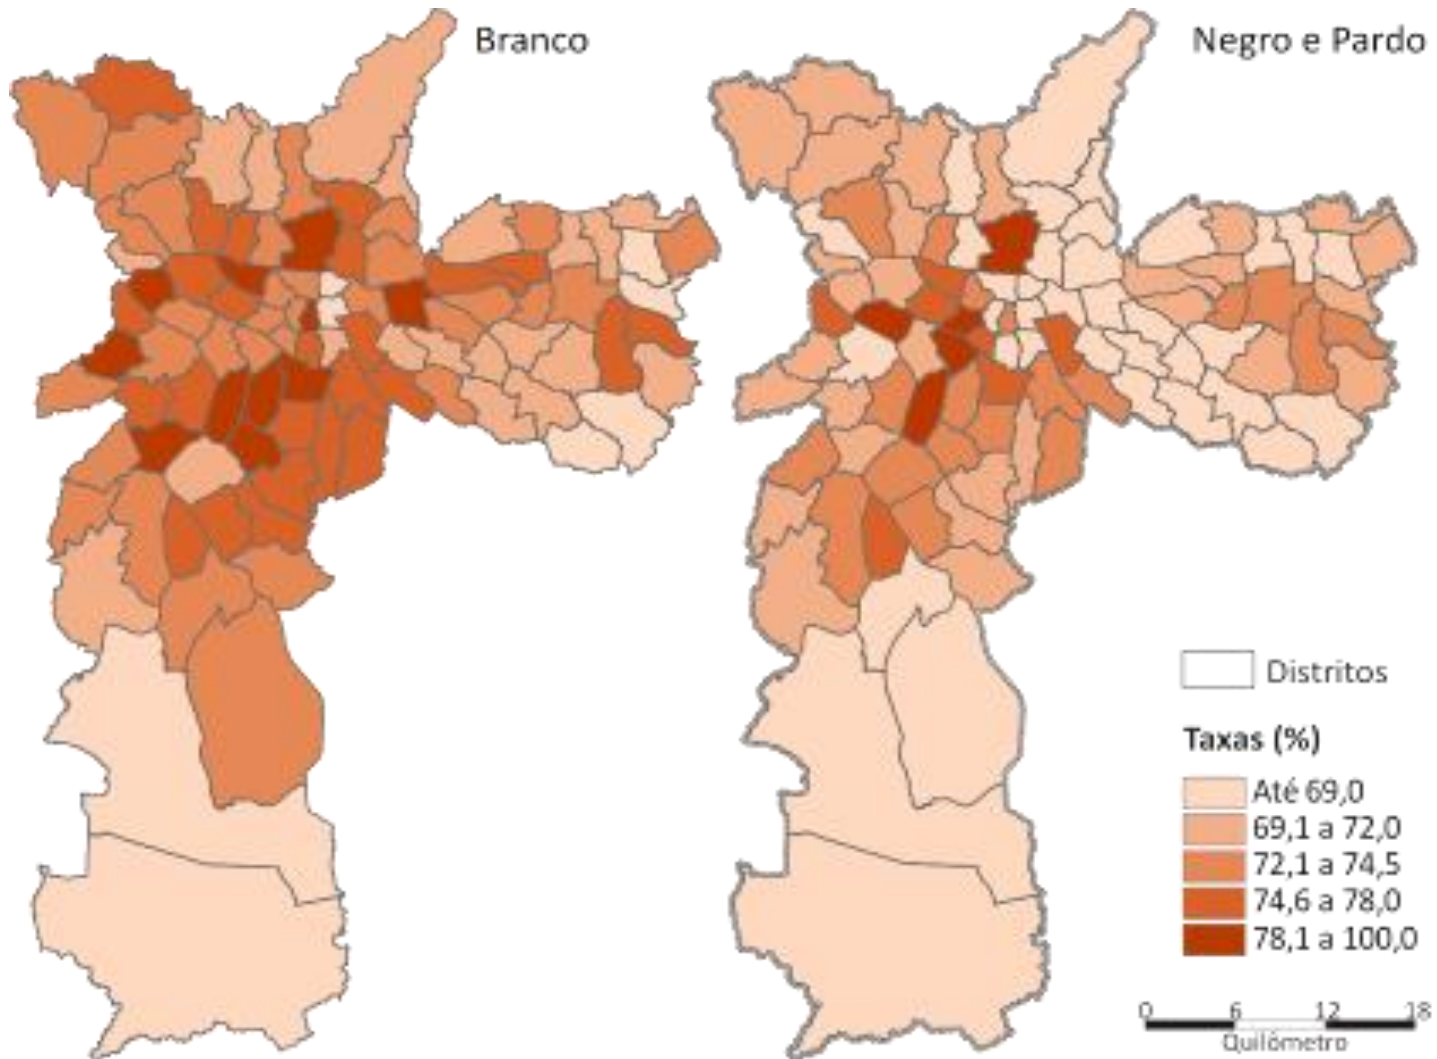 Branco
Negro e Pardo
Distritos
Taxas (%)
Até 69,0
69,1 a 72,0
72,1 a 74,5
74,6 a 78,0
78,1 a 100,0
0 6 12 18
Quilômetro